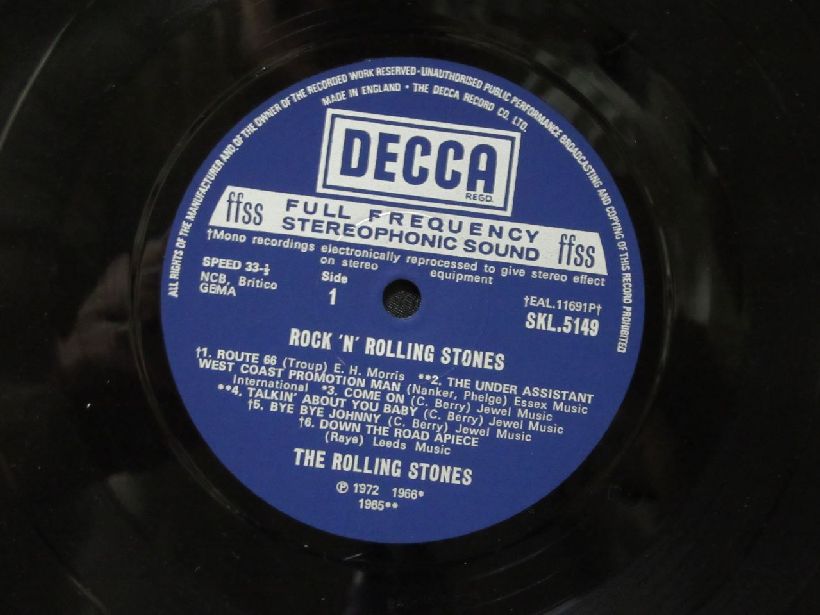 ALL RIGHTS OF THE MANUFACTURER AND OF THE OWNER OF THE RECORDED WORK RESERVED · UNAUTHORISED PUBLIC PERFORMANCE BROADCASTING AND COPYING OF THIS RECORD PROHIBITED
MADE IN ENGLAND · THE DECCA RECORD CO. LTD.
DECCA
REGD.
ffss FULL FREQUENCY ffss
STEREOPHONIC SOUND
†Mono recordings electronically reprocessed to give stereo effect
on stereo equipment
SPEED 33-⅓
NCB, Britico
GEMA
Side
1
†EAL.11691P†
SKL.5149
ROCK 'N' ROLLING STONES
†1. ROUTE 66 (Troup) E. H. Morris **2. THE UNDER ASSISTANT
WEST COAST PROMOTION MAN (Nanker, Phelge) Essex Music
International *3. COME ON (C. Berry) Jewel Music
**4. TALKIN' ABOUT YOU BABY (C. Berry) Jewel Music
†5. BYE BYE JOHNNY (C. Berry) Jewel Music
†6. DOWN THE ROAD APIECE
(Raye) Leeds Music
THE ROLLING STONES
℗ 1972 1966*
1965**